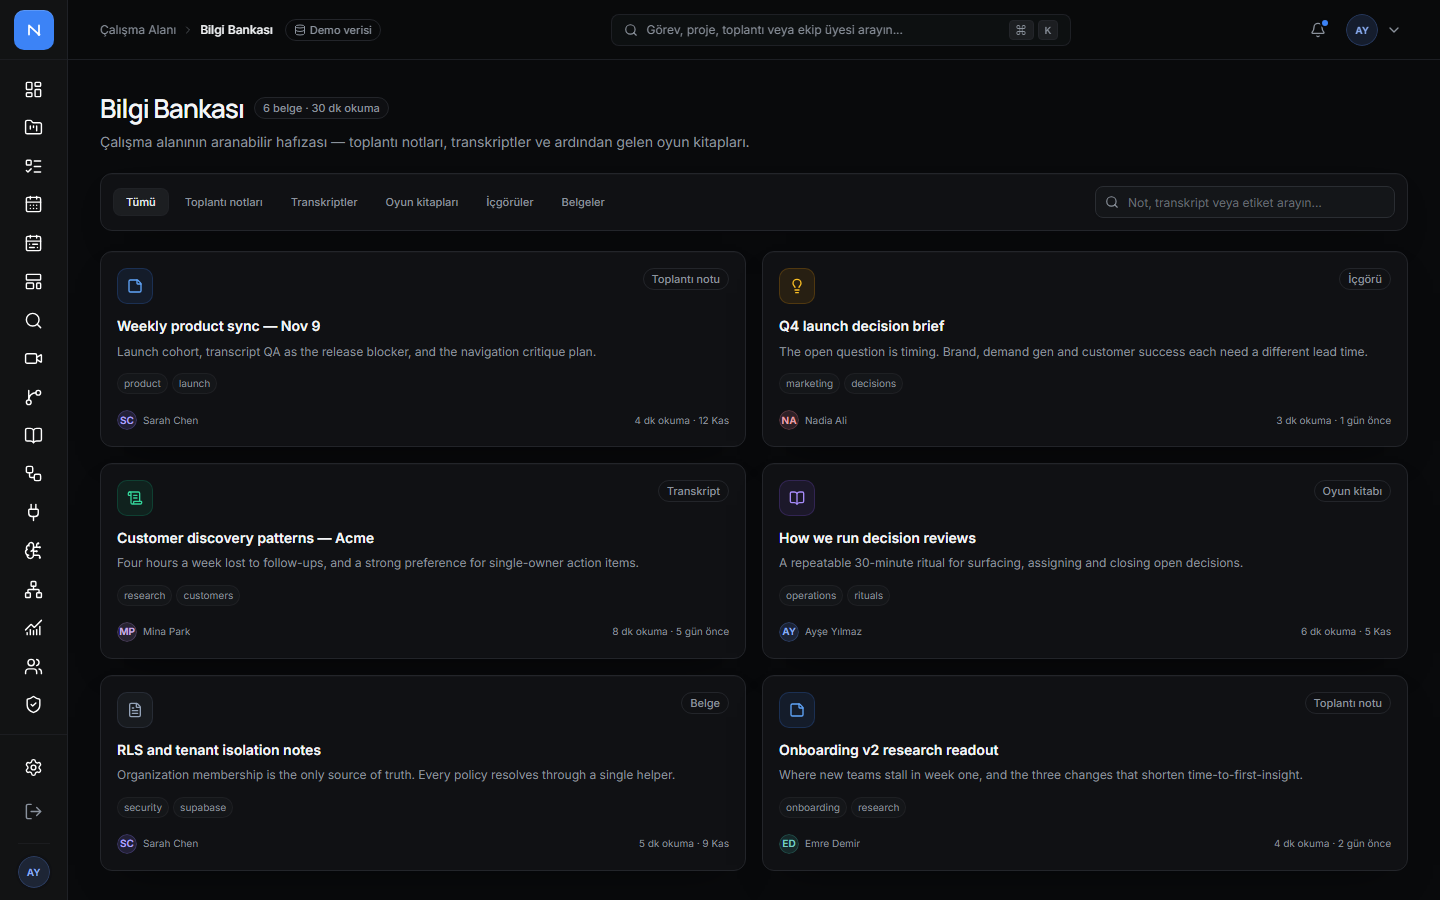 N
Çalışma Alanı
Bilgi Bankası
Demo verisi
Görev, proje, toplantı veya ekip üyesi arayın...
⌘ K
AY
Bilgi Bankası
6 belge · 30 dk okuma
Çalışma alanının aranabilir hafızası — toplantı notları, transkriptler ve ardından gelen oyun kitapları.
Tümü
Toplantı notları
Transkriptler
Oyun kitapları
İçgörüler
Belgeler
Not, transkript veya etiket arayın...
Toplantı notu
Weekly product sync — Nov 9
Launch cohort, transcript QA as the release blocker, and the navigation critique plan.
product
launch
SC Sarah Chen
4 dk okuma · 12 Kas
İçgörü
Q4 launch decision brief
The open question is timing. Brand, demand gen and customer success each need a different lead time.
marketing
decisions
NA Nadia Ali
3 dk okuma · 1 gün önce
Transkript
Customer discovery patterns — Acme
Four hours a week lost to follow-ups, and a strong preference for single-owner action items.
research
customers
MP Mina Park
8 dk okuma · 5 gün önce
Oyun kitabı
How we run decision reviews
A repeatable 30-minute ritual for surfacing, assigning and closing open decisions.
operations
rituals
AY Ayşe Yılmaz
6 dk okuma · 5 Kas
Belge
RLS and tenant isolation notes
Organization membership is the only source of truth. Every policy resolves through a single helper.
security
supabase
SC Sarah Chen
5 dk okuma · 9 Kas
Toplantı notu
Onboarding v2 research readout
Where new teams stall in week one, and the three changes that shorten time-to-first-insight.
onboarding
research
ED Emre Demir
4 dk okuma · 2 gün önce
AY